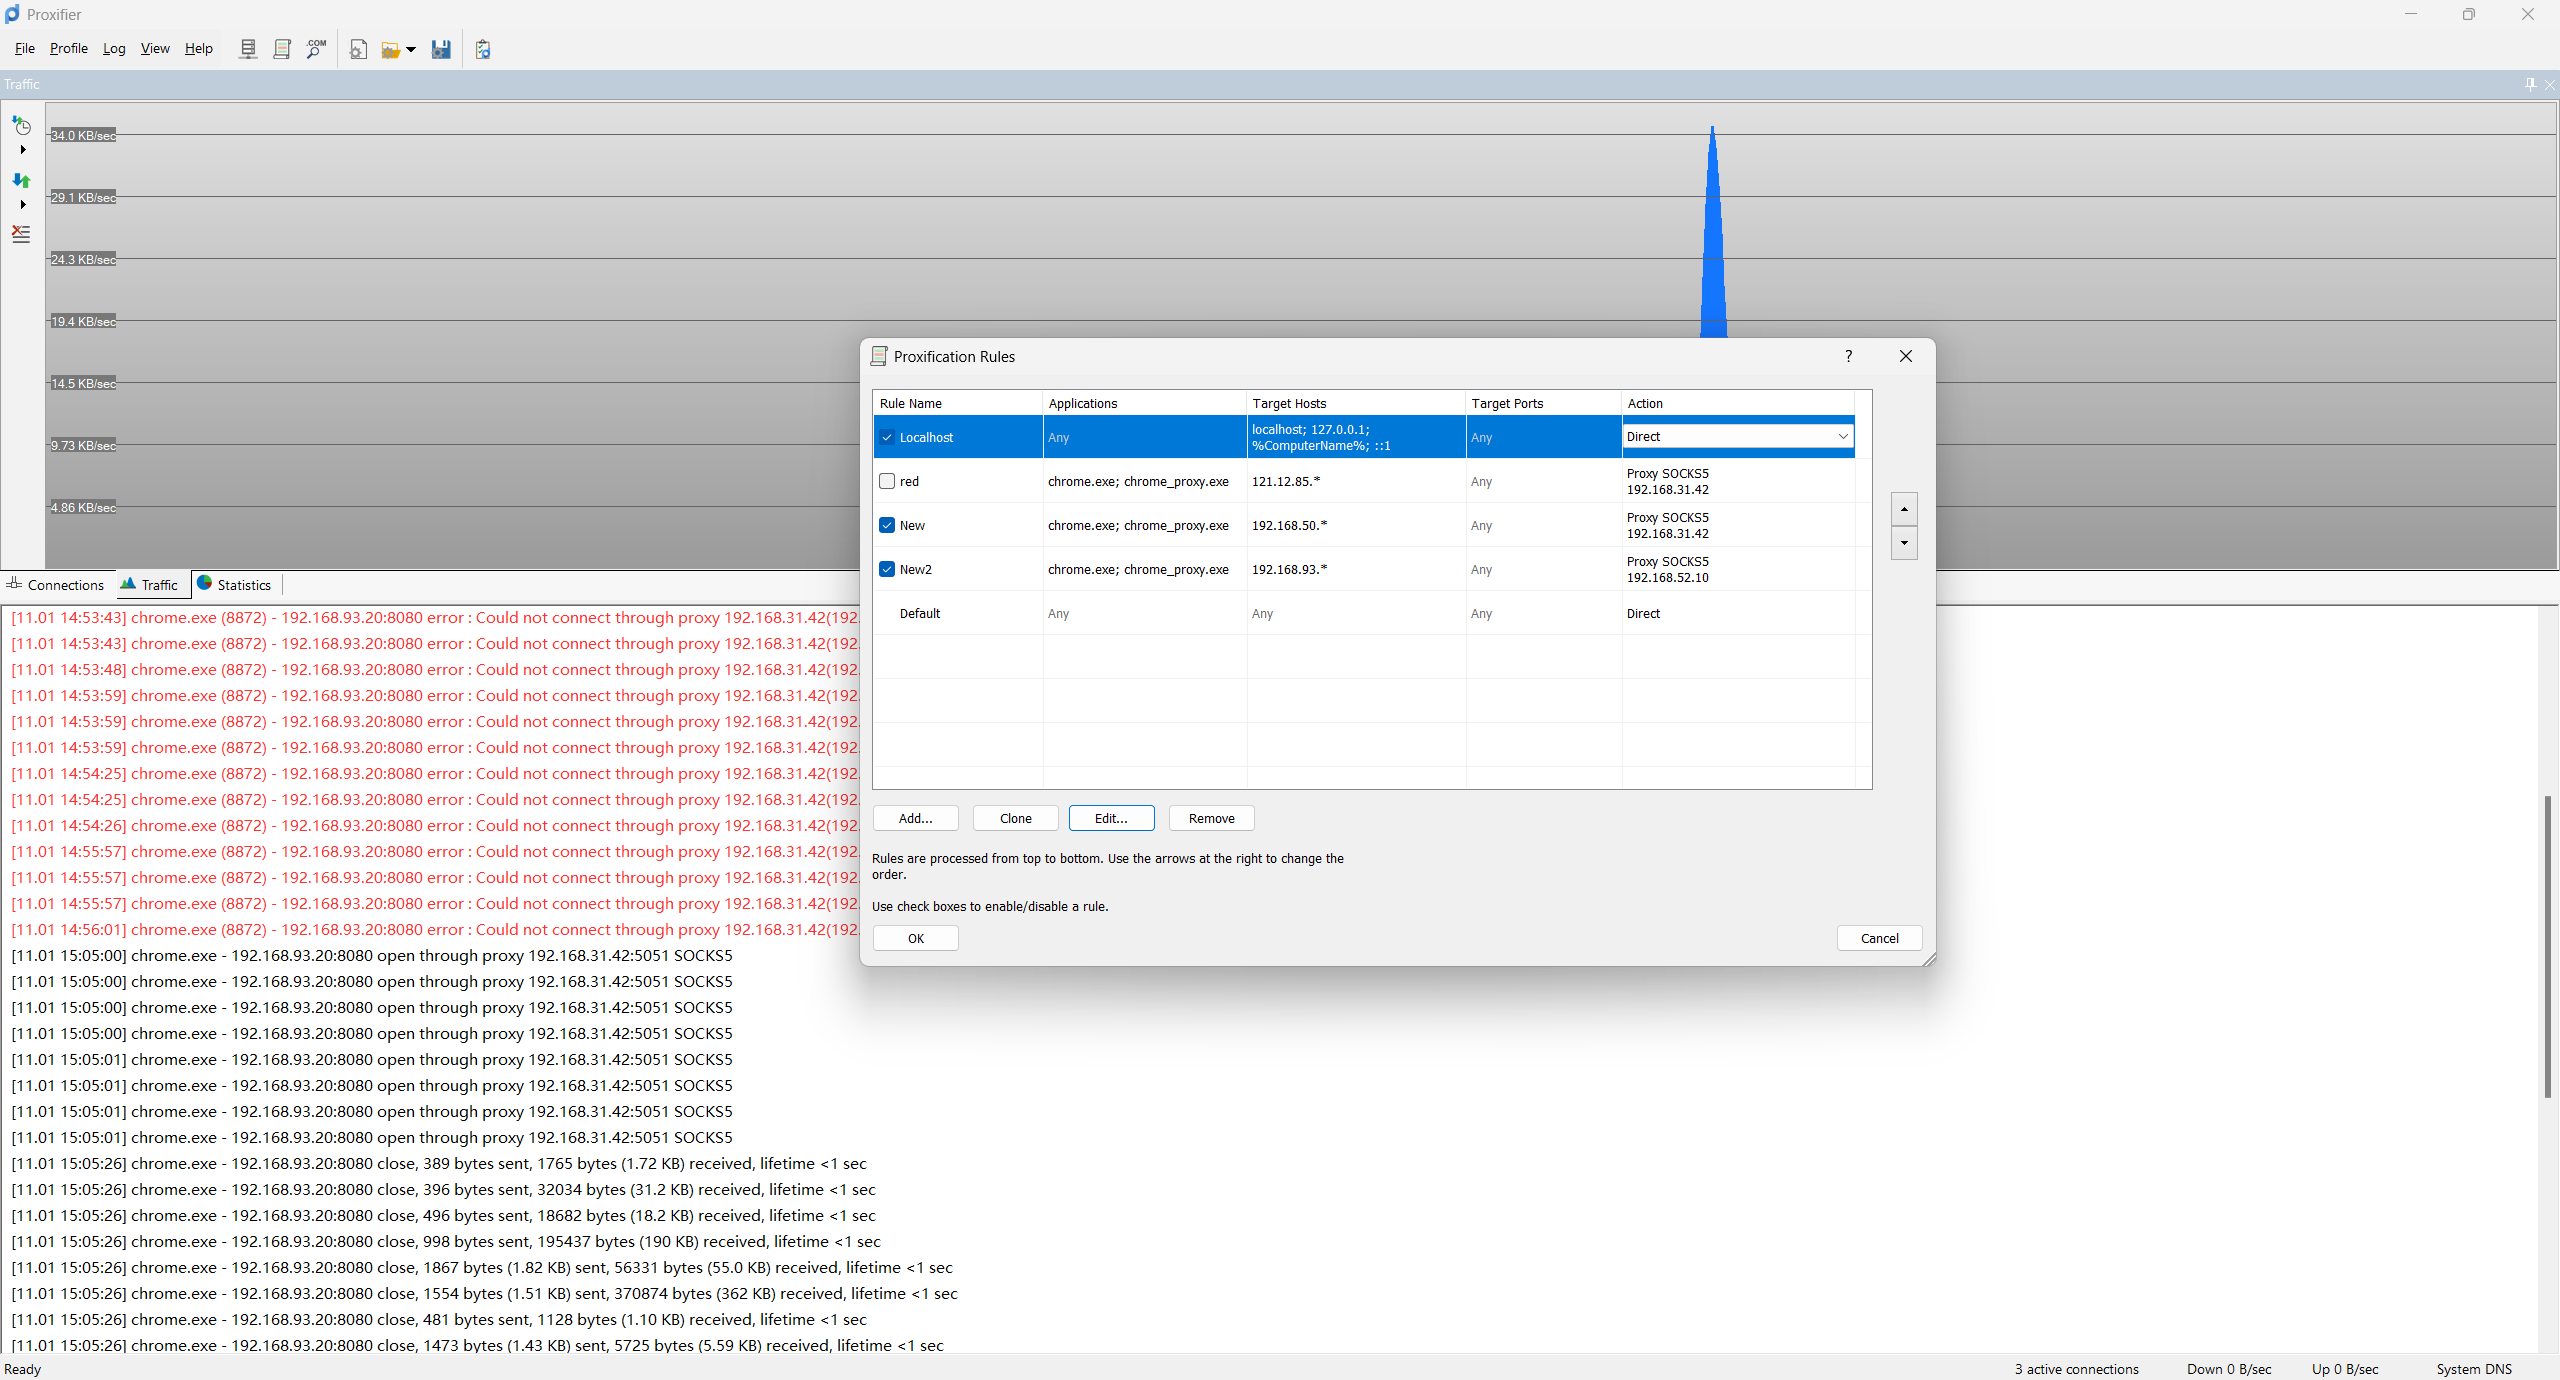 Proxifier
File Profile Log View Help
.COM
Traffic
34.0 KB/sec
29.1 KB/sec
24.3 KB/sec
19.4 KB/sec
14.5 KB/sec
9.73 KB/sec
4.86 KB/sec
Connections Traffic Statistics
Proxification Rules ?
Rule Name Applications Target Hosts Target Ports Action
Localhost Any localhost; 127.0.0.1; Any Direct
%ComputerName%; ::1
red chrome.exe; chrome_proxy.exe 121.12.85.* Any Proxy SOCKS5
192.168.31.42
New chrome.exe; chrome_proxy.exe 192.168.50.* Any Proxy SOCKS5
192.168.31.42
New2 chrome.exe; chrome_proxy.exe 192.168.93.* Any Proxy SOCKS5
192.168.52.10
Default Any Any Any Direct
Add... Clone Edit... Remove
Rules are processed from top to bottom. Use the arrows at the right to change the
order.
Use check boxes to enable/disable a rule.
OK Cancel
[11.01 14:53:43] chrome.exe (8872) - 192.168.93.20:8080 error : Could not connect through proxy 192.168.31.42(192.
[11.01 14:53:43] chrome.exe (8872) - 192.168.93.20:8080 error : Could not connect through proxy 192.168.31.42(192.
[11.01 14:53:48] chrome.exe (8872) - 192.168.93.20:8080 error : Could not connect through proxy 192.168.31.42(192.
[11.01 14:53:59] chrome.exe (8872) - 192.168.93.20:8080 error : Could not connect through proxy 192.168.31.42(192.
[11.01 14:53:59] chrome.exe (8872) - 192.168.93.20:8080 error : Could not connect through proxy 192.168.31.42(192.
[11.01 14:53:59] chrome.exe (8872) - 192.168.93.20:8080 error : Could not connect through proxy 192.168.31.42(192.
[11.01 14:54:25] chrome.exe (8872) - 192.168.93.20:8080 error : Could not connect through proxy 192.168.31.42(192.
[11.01 14:54:25] chrome.exe (8872) - 192.168.93.20:8080 error : Could not connect through proxy 192.168.31.42(192.
[11.01 14:54:26] chrome.exe (8872) - 192.168.93.20:8080 error : Could not connect through proxy 192.168.31.42(192.
[11.01 14:55:57] chrome.exe (8872) - 192.168.93.20:8080 error : Could not connect through proxy 192.168.31.42(192.
[11.01 14:55:57] chrome.exe (8872) - 192.168.93.20:8080 error : Could not connect through proxy 192.168.31.42(192.
[11.01 14:55:57] chrome.exe (8872) - 192.168.93.20:8080 error : Could not connect through proxy 192.168.31.42(192.
[11.01 14:56:01] chrome.exe (8872) - 192.168.93.20:8080 error : Could not connect through proxy 192.168.31.42(192.
[11.01 15:05:00] chrome.exe - 192.168.93.20:8080 open through proxy 192.168.31.42:5051 SOCKS5
[11.01 15:05:00] chrome.exe - 192.168.93.20:8080 open through proxy 192.168.31.42:5051 SOCKS5
[11.01 15:05:00] chrome.exe - 192.168.93.20:8080 open through proxy 192.168.31.42:5051 SOCKS5
[11.01 15:05:00] chrome.exe - 192.168.93.20:8080 open through proxy 192.168.31.42:5051 SOCKS5
[11.01 15:05:01] chrome.exe - 192.168.93.20:8080 open through proxy 192.168.31.42:5051 SOCKS5
[11.01 15:05:01] chrome.exe - 192.168.93.20:8080 open through proxy 192.168.31.42:5051 SOCKS5
[11.01 15:05:01] chrome.exe - 192.168.93.20:8080 open through proxy 192.168.31.42:5051 SOCKS5
[11.01 15:05:01] chrome.exe - 192.168.93.20:8080 open through proxy 192.168.31.42:5051 SOCKS5
[11.01 15:05:26] chrome.exe - 192.168.93.20:8080 close, 389 bytes sent, 1765 bytes (1.72 KB) received, lifetime <1 sec
[11.01 15:05:26] chrome.exe - 192.168.93.20:8080 close, 396 bytes sent, 32034 bytes (31.2 KB) received, lifetime <1 sec
[11.01 15:05:26] chrome.exe - 192.168.93.20:8080 close, 496 bytes sent, 18682 bytes (18.2 KB) received, lifetime <1 sec
[11.01 15:05:26] chrome.exe - 192.168.93.20:8080 close, 998 bytes sent, 195437 bytes (190 KB) received, lifetime <1 sec
[11.01 15:05:26] chrome.exe - 192.168.93.20:8080 close, 1867 bytes (1.82 KB) sent, 56331 bytes (55.0 KB) received, lifetime <1 sec
[11.01 15:05:26] chrome.exe - 192.168.93.20:8080 close, 1554 bytes (1.51 KB) sent, 370874 bytes (362 KB) received, lifetime <1 sec
[11.01 15:05:26] chrome.exe - 192.168.93.20:8080 close, 481 bytes sent, 1128 bytes (1.10 KB) received, lifetime <1 sec
[11.01 15:05:26] chrome.exe - 192.168.93.20:8080 close, 1473 bytes (1.43 KB) sent, 5725 bytes (5.59 KB) received, lifetime <1 sec
Ready 3 active connections Down 0 B/sec Up 0 B/sec System DNS